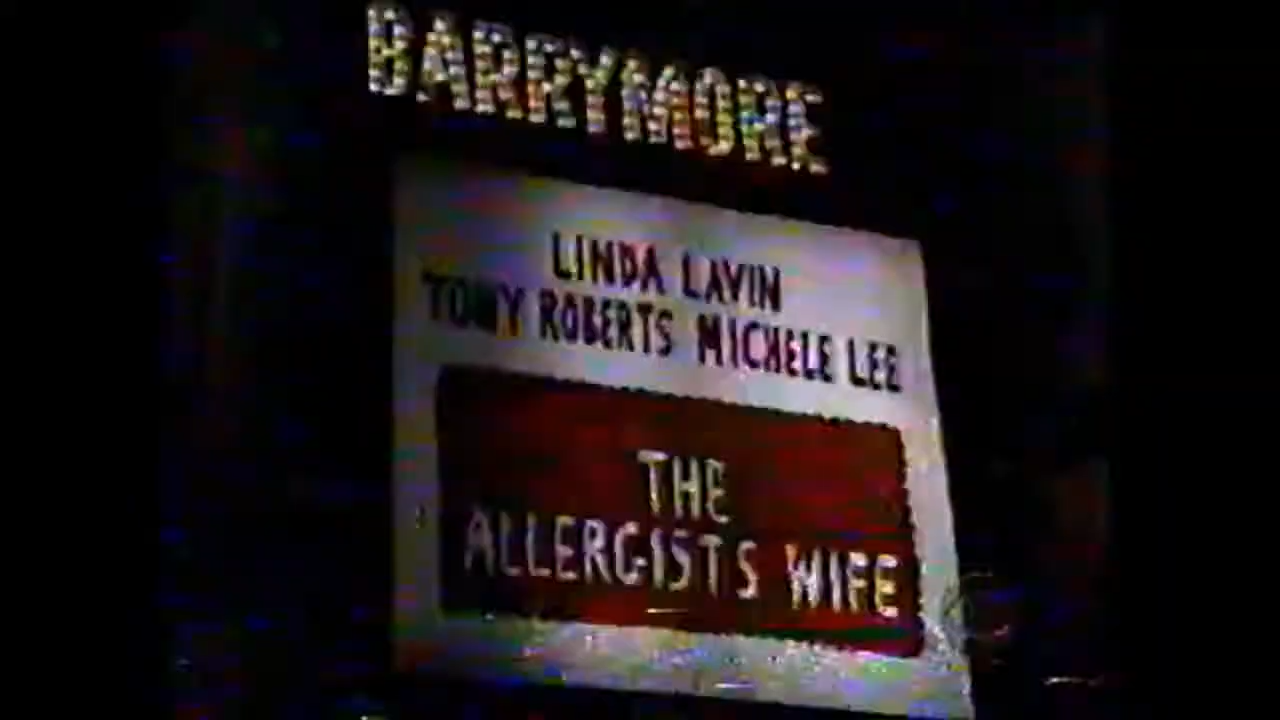 BARRYMORE
LINDA LAVIN
TONY ROBERTS MICHELE LEE
THE
ALLERGISTS WIFE